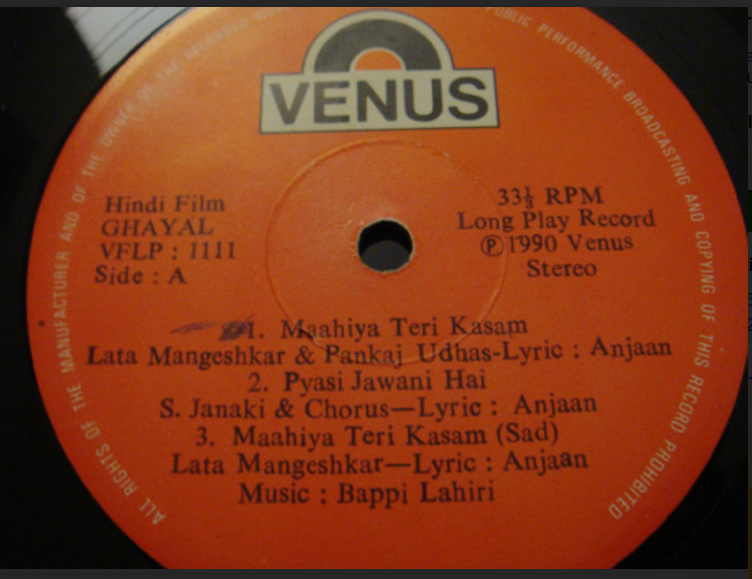 VENUS
Hindi Film
GHAYAL
VFLP : 1111
Side : A
33⅓ RPM
Long Play Record
Ⓟ1990 Venus
Stereo
1. Maahiya Teri Kasam
Lata Mangeshkar & Pankaj Udhas-Lyric : Anjaan
2. Pyasi Jawani Hai
S. Janaki & Chorus—Lyric : Anjaan
3. Maahiya Teri Kasam (Sad)
Lata Mangeshkar—Lyric : Anjaan
Music : Bappi Lahiri
ALL RIGHTS OF THE MANUFACTURER AND OF THE OWNER OF THE RECORDED
PUBLIC PERFORMANCE BROADCASTING AND COPYING OF THIS RECORD PROHIBITED